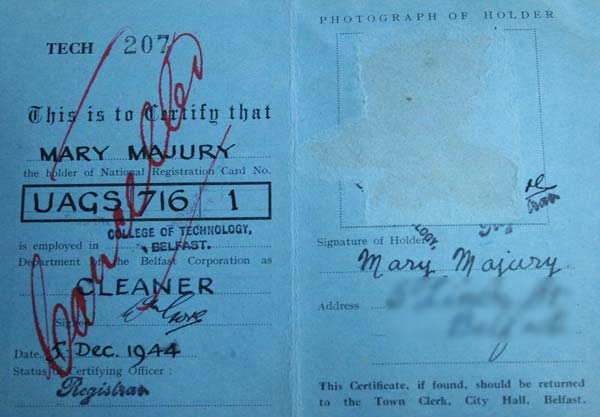 TECH 207
This is to Certify that
MARY MAJURY
the holder of National Registration Card No.
UAGS 716 1
COLLEGE OF TECHNOLOGY,
is employed in BELFAST.
Department of the Belfast Corporation as
CLEANER
Signed
Date 5 Dec. 1944
Status of Certifying Officer :
Registrar
Cancelled
PHOTOGRAPH OF HOLDER
Signature of Holder
Mary Majury
Address
This Certificate, if found, should be returned
to the Town Clerk, City Hall, Belfast.